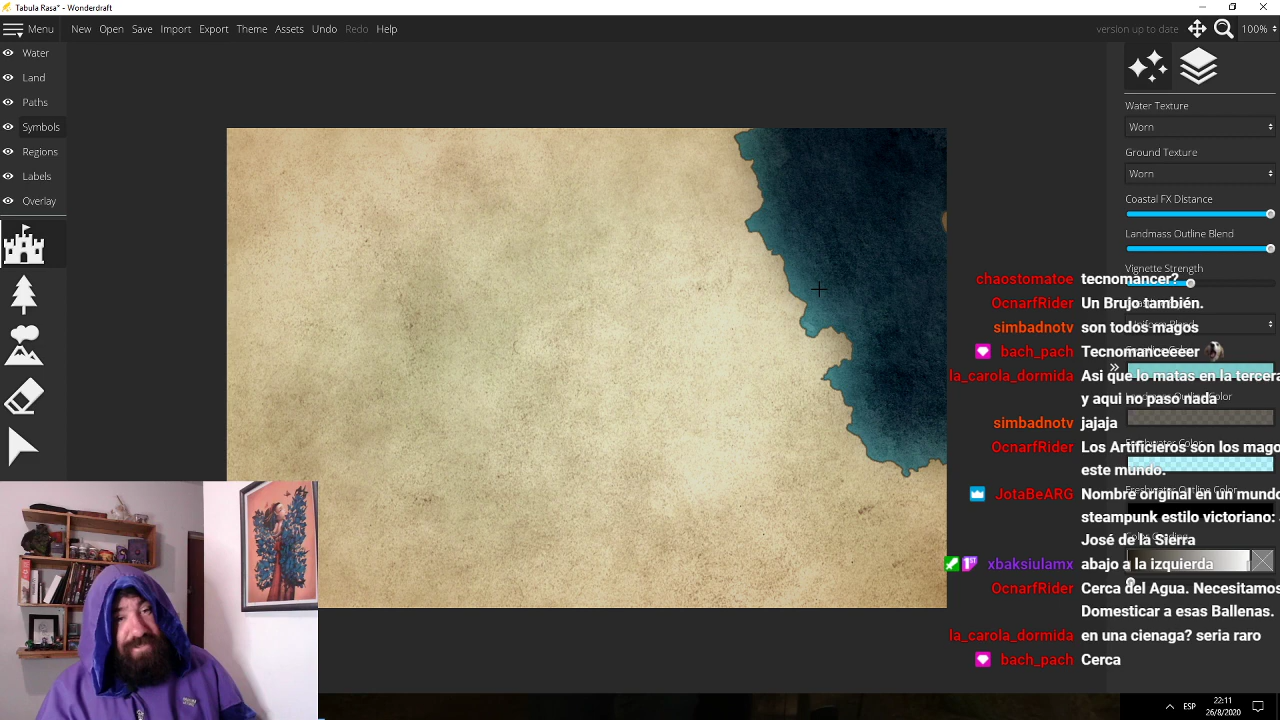 Tabula Rasa* - Wonderdraft
Menu New Open Save Import Export Theme Assets Undo Redo Help version up to date 100%
Water
Land
Paths
Symbols
Regions
Labels
Overlay
Water Texture
Worn
Ground Texture
Worn
Coastal FX Distance
Landmass Outline Blend
Vignette Strength
chaostomatoe tecnomancer?
OcnarfRider Un Brujo también.
simbadnotv son todos magos
bach_pach Tecnomanceeeer
la_carola_dormida Asi que lo matas en la tercera
y aqui no paso nada
simbadnotv jajaja
OcnarfRider Los Artificieros son los mago
este mundo.
JotaBeARG Nombre original en un mundo
steampunk estilo victoriano:
José de la Sierra
xbaksiulamx abajo a la izquierda
OcnarfRider Cerca del Agua. Necesitamos
Domesticar a esas Ballenas.
la_carola_dormida en una cienaga? seria raro
bach_pach Cerca
ESP
22:11
26/8/2020